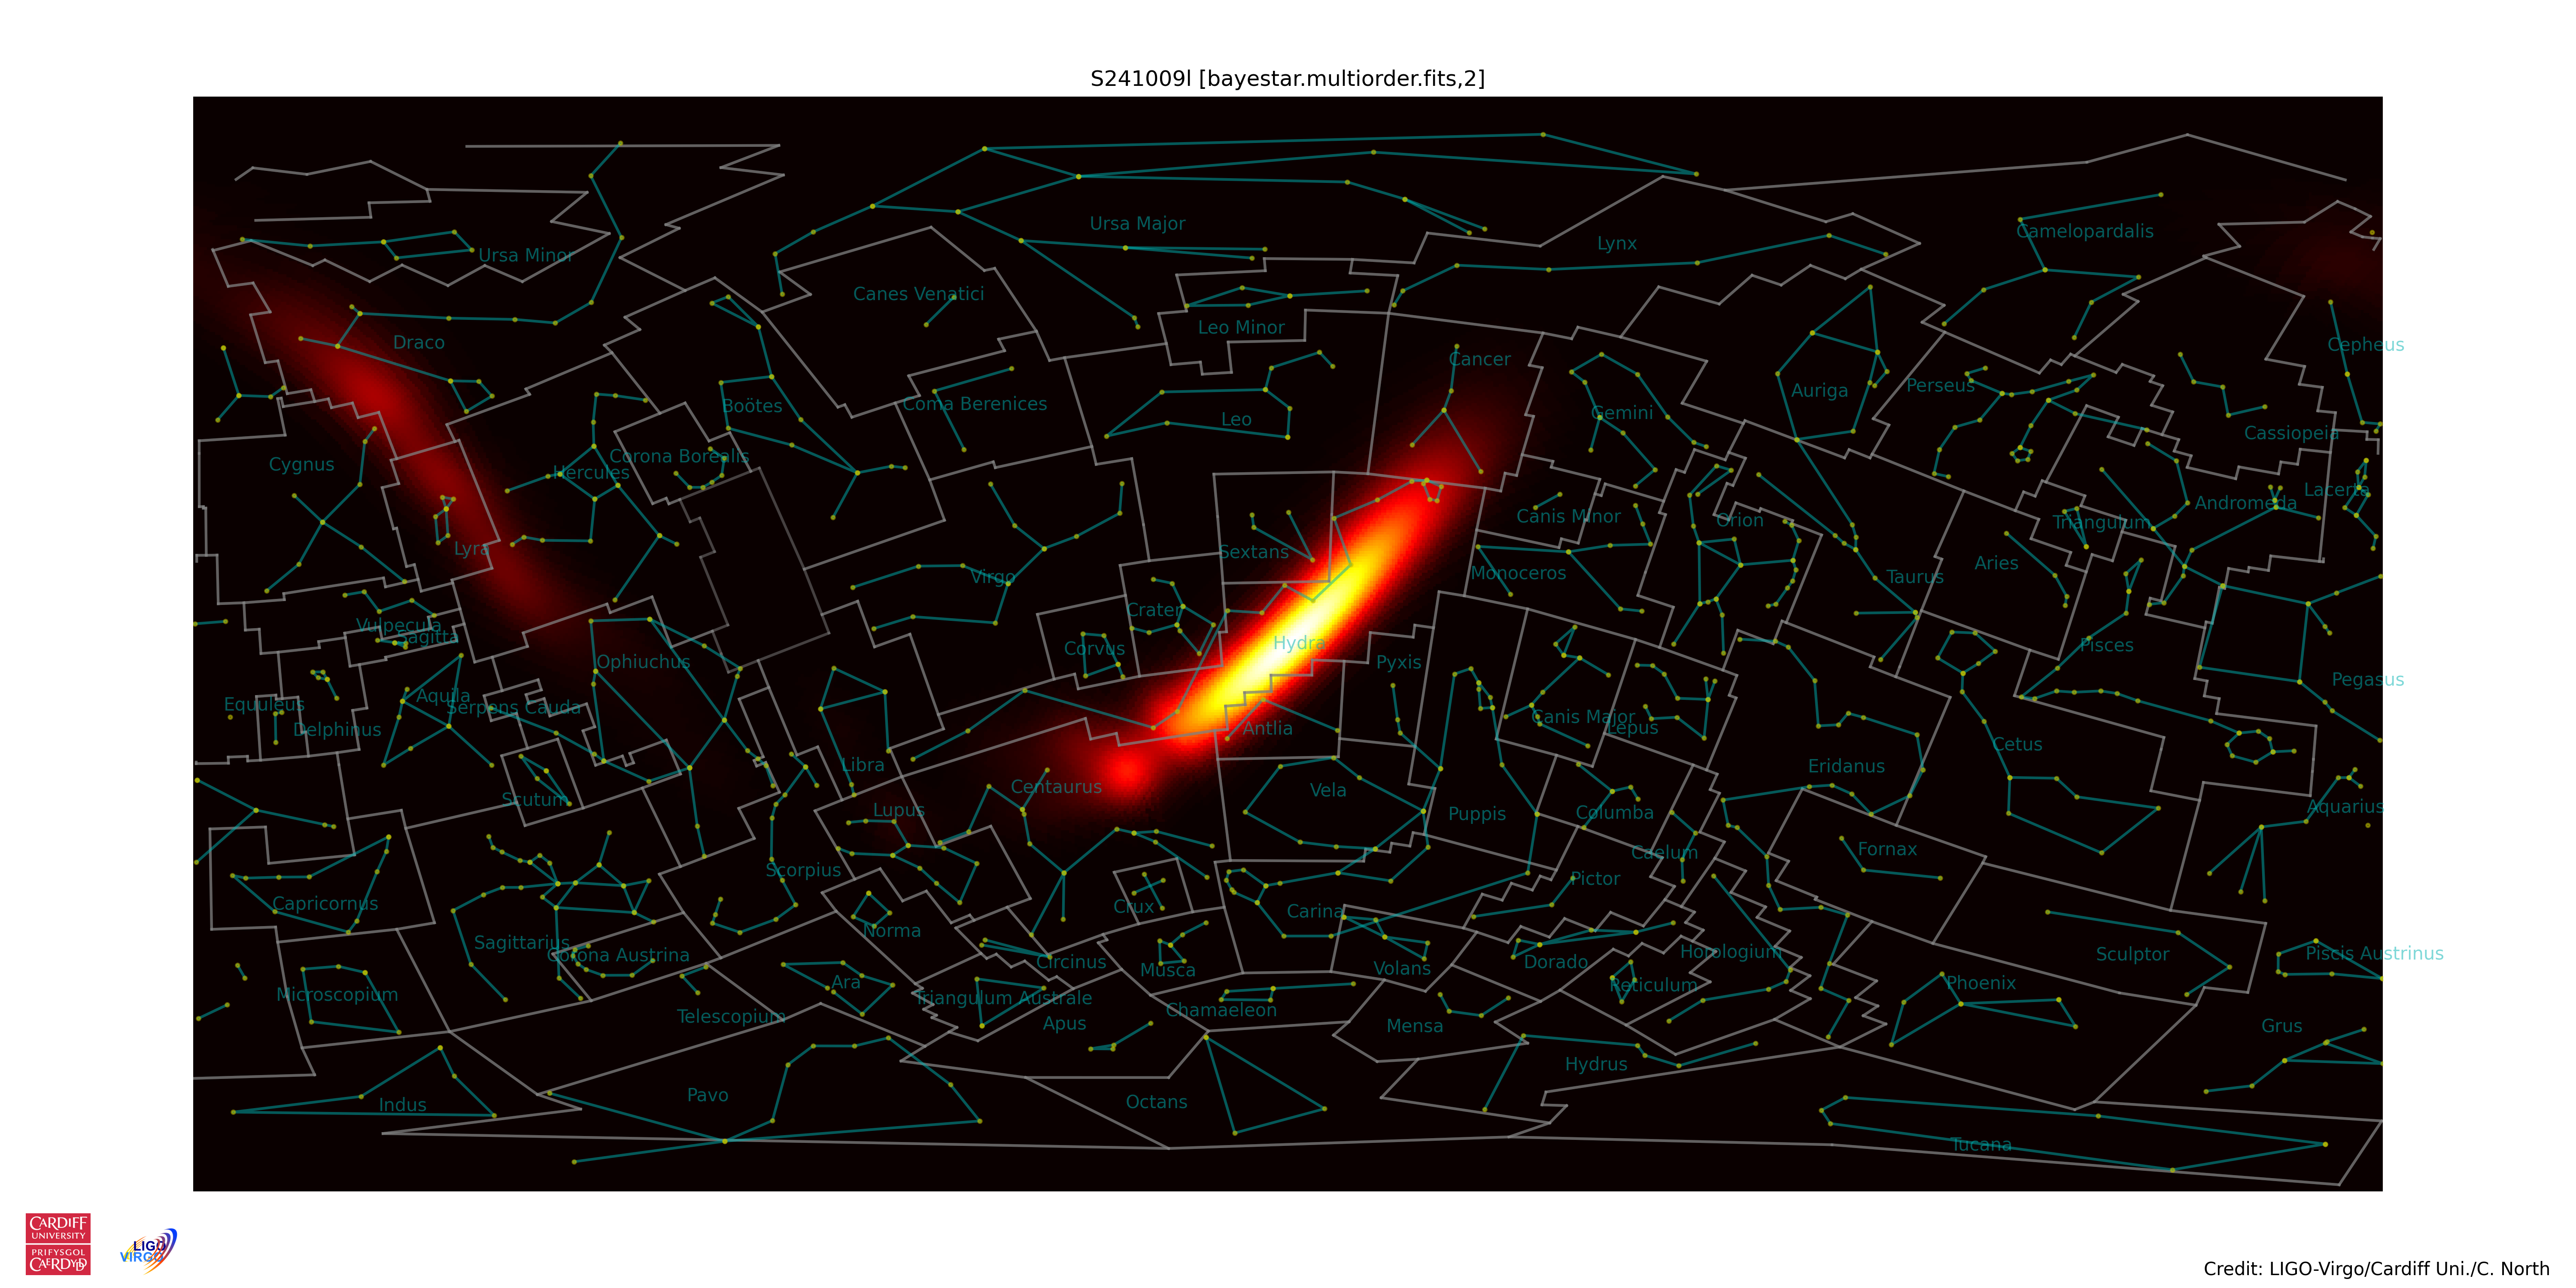 S241009l [bayestar.multiorder.fits,2]
Ursa Major
Camelopardalis
Lynx
Ursa Minor
Canes Venatici
Leo Minor
Draco
Cepheus
Cancer
Perseus
Auriga
Boötes
Coma Berenices
Gemini
Leo
Cassiopeia
Corona Borealis
Cygnus
Hercules
Lacerta
Andromeda
Canis Minor
Orion
Triangulum
Lyra
Sextans
Aries
Virgo
Monoceros
Taurus
Crater
Vulpecula
Sagitta
Hydra
Pisces
Corvus
Ophiuchus
Pyxis
Pegasus
Aquila
Equuleus
Serpens Cauda
Canis Major
Lepus
Delphinus
Antlia
Cetus
Libra
Eridanus
Centaurus
Vela
Scutum
Aquarius
Lupus
Columba
Puppis
Fornax
Caelum
Scorpius
Pictor
Capricornus
Crux
Carina
Norma
Sagittarius
Corona Austrina
Horologium
Sculptor
Piscis Austrinus
Circinus
Dorado
Musca
Volans
Ara
Phoenix
Reticulum
Microscopium
Triangulum Australe
Chamaeleon
Telescopium
Apus
Mensa
Grus
Hydrus
Pavo
Octans
Indus
Tucana
CARDIFF
UNIVERSITY
PRIFYSGOL
CAERDYDD
LIGO
VIRGO
Credit: LIGO-Virgo/Cardiff Uni./C. North